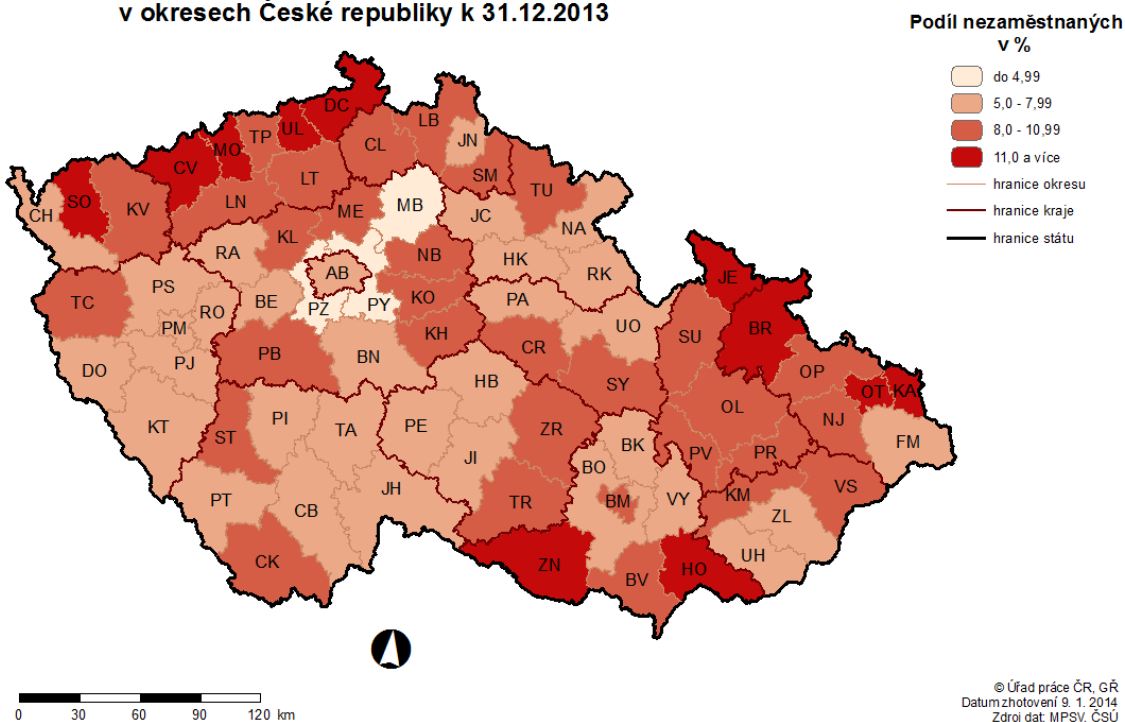 v okresech České republiky k 31.12.2013
Podíl nezaměstnaných
v %
do 4,99
5,0 - 7,99
8,0 - 10,99
11,0 a více
hranice okresu
hranice kraje
hranice státu
DC
UL
LB
TP
MO
CL
JN
CV
LT
SM
TU
SO
KV
LN
ME
MB
JC
CH
NA
KL
RA
NB
HK
RK
AB
JE
TC
PS
BE
PZ
PY
KO
PA
RO
UO
PM
BR
SU
KH
CR
PB
BN
PJ
DO
OP
SY
HB
OT
KA
OL
NJ
PI
KT
TA
PE
ZR
ST
BK
FM
PV
PR
JI
BO
VS
JH
KM
VY
PT
BM
TR
CB
ZL
UH
CK
ZN
HO
BV
0 30 60 90 120 km
© Úřad práce ČR, GŘ
Datum zhotovení 9. 1. 2014
Zdroj dat: MPSV, ČSÚ